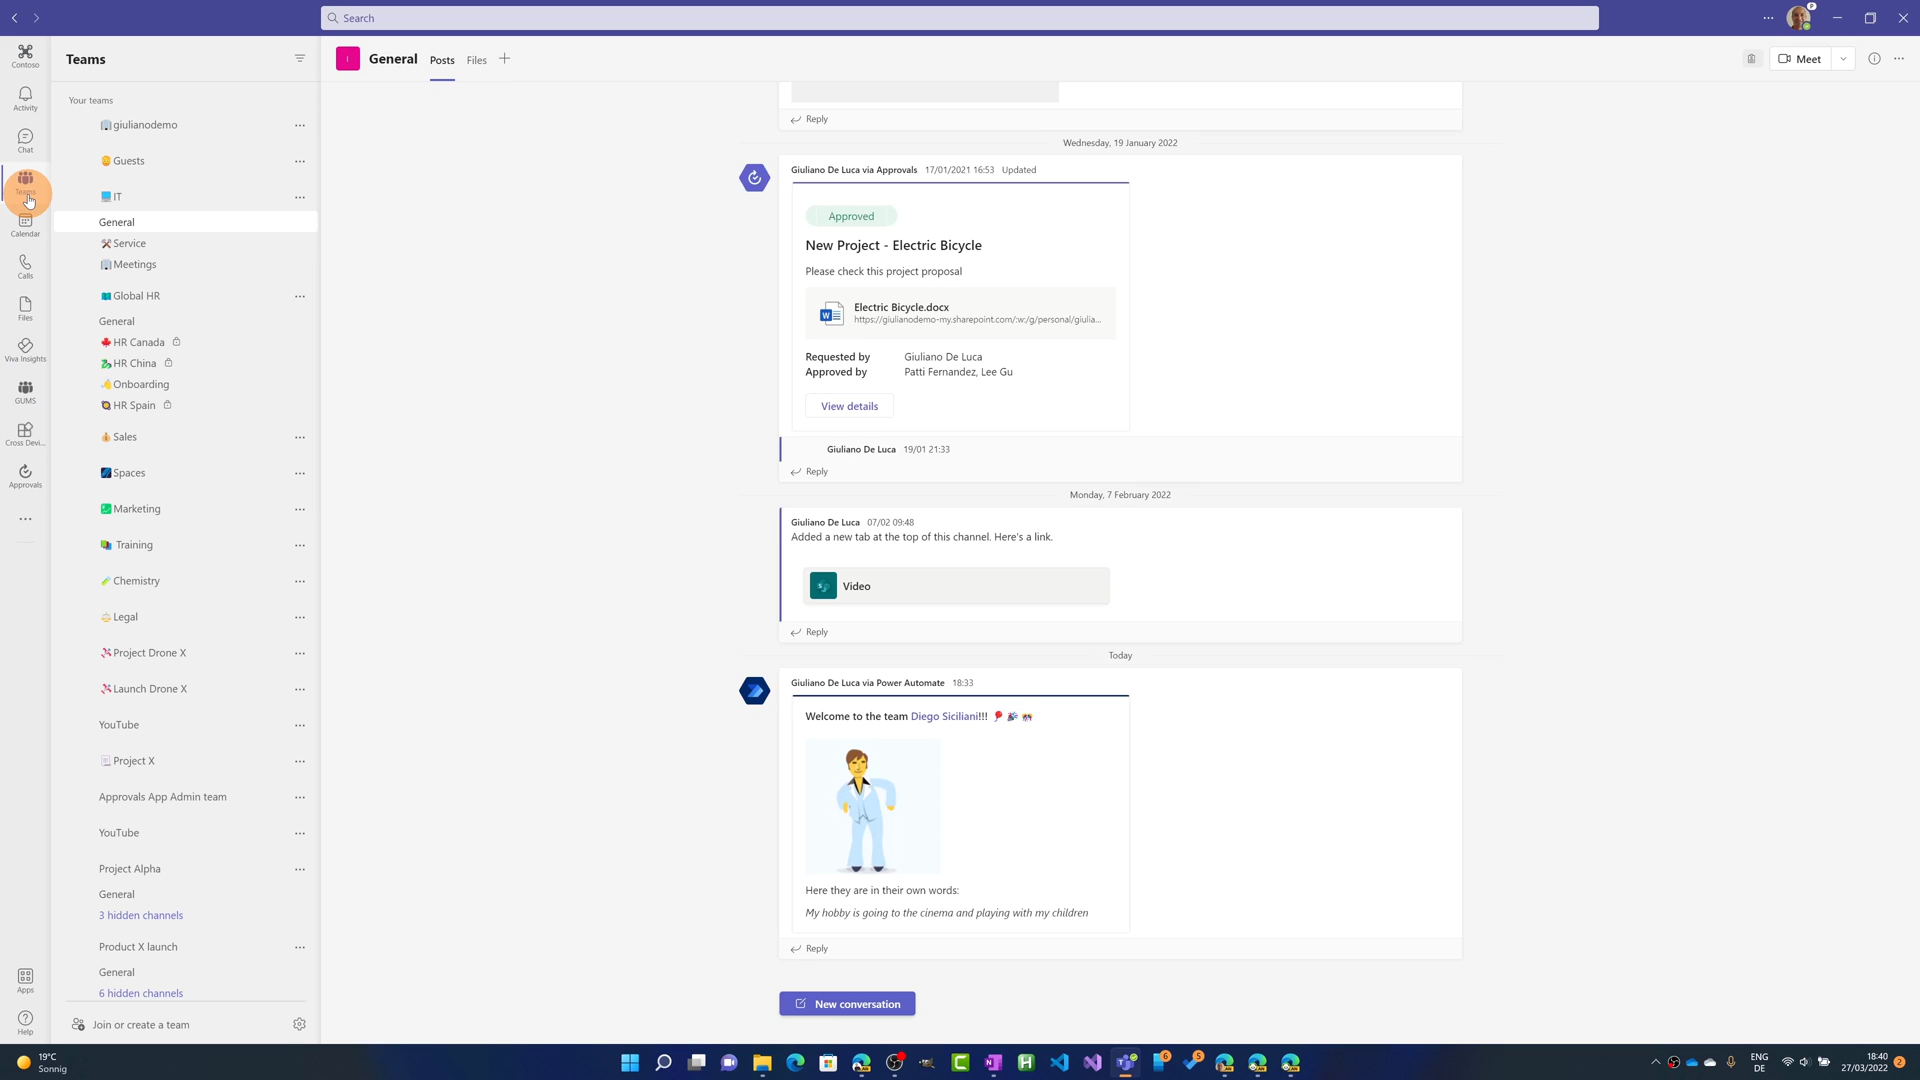 Search
Contoso
Activity
Chat
Teams
Calendar
Calls
Files
Viva Insights
GUMS
Cross Devi...
Approvals
Apps
Help
Teams
Your teams
giulianodemo
Guests
IT
General
Service
Meetings
Global HR
General
HR Canada
HR China
Onboarding
HR Spain
Sales
Spaces
Marketing
Training
Chemistry
Legal
Project Drone X
Launch Drone X
YouTube
Project X
Approvals App Admin team
YouTube
Project Alpha
General
3 hidden channels
Product X launch
General
6 hidden channels
Join or create a team
General Posts Files
Meet
Reply
Wednesday, 19 January 2022
Giuliano De Luca via Approvals 17/01/2021 16:53 Updated
Approved
New Project - Electric Bicycle
Please check this project proposal
Electric Bicycle.docx
https://giulianodemo-my.sharepoint.com/:w:/g/personal/giulia...
Requested by Giuliano De Luca
Approved by Patti Fernandez, Lee Gu
View details
Giuliano De Luca 19/01 21:33
Reply
Monday, 7 February 2022
Giuliano De Luca 07/02 09:48
Added a new tab at the top of this channel. Here's a link.
Video
Reply
Today
Giuliano De Luca via Power Automate 18:33
Welcome to the team Diego Siciliani!!! 🎈 🎉 🎊
Here they are in their own words:
My hobby is going to the cinema and playing with my children
Reply
New conversation
19°C
Sonnig
6
5
ENG
DE
18:40
27/03/2022
2